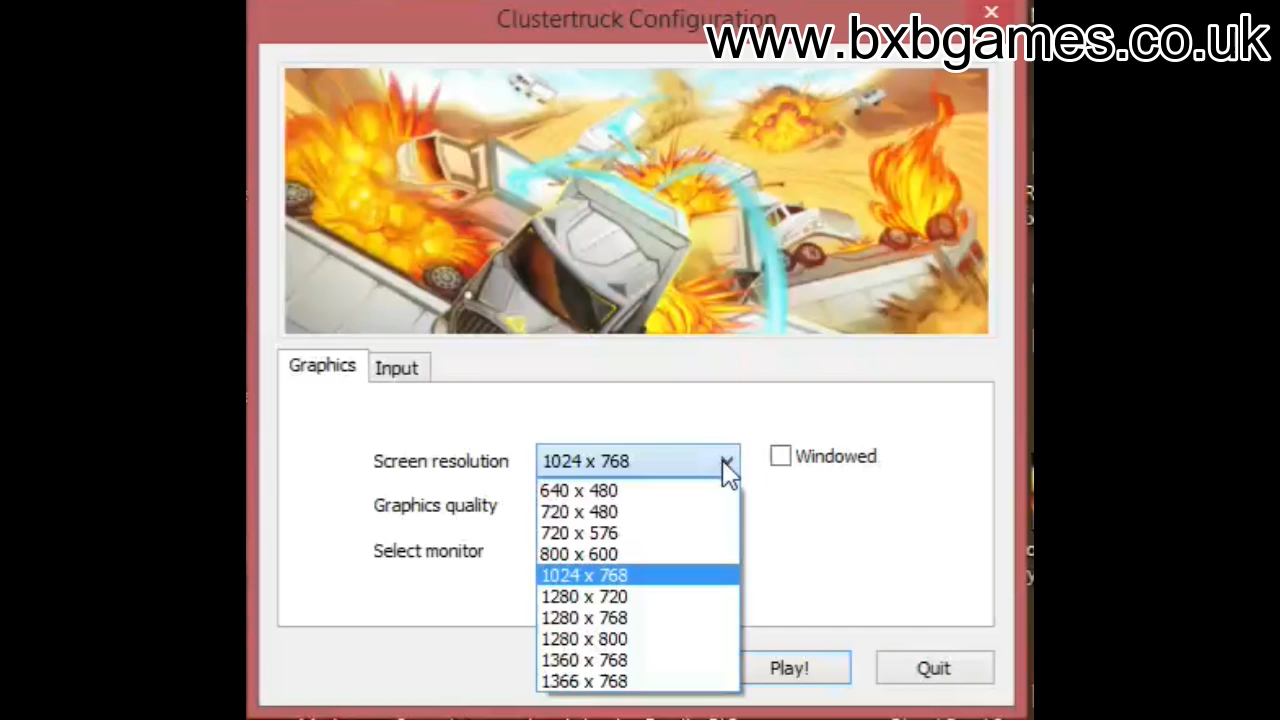 Clustertruck Configuration
www.bxbgames.co.uk
Graphics
Input
Screen resolution
1024 x 768
Windowed
640 x 480
Graphics quality
720 x 480
720 x 576
Select monitor
800 x 600
1024 x 768
1280 x 720
1280 x 768
1280 x 800
1360 x 768
1366 x 768
Play!
Quit